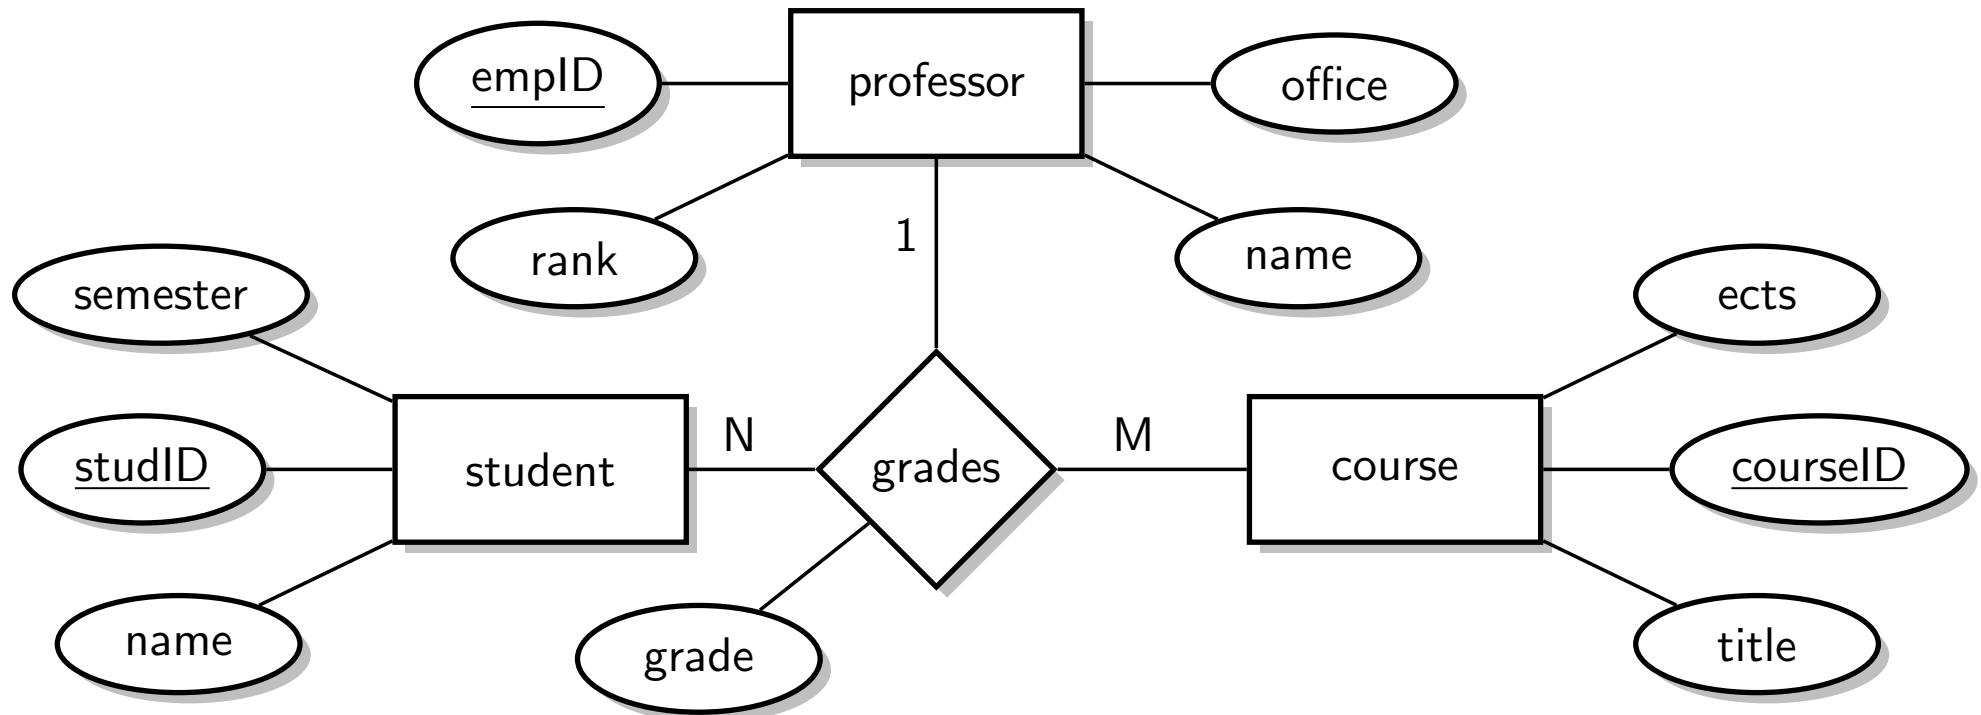 empID
professor
office
rank
1
name
semester
ects
studID
student
N
grades
M
course
courseID
name
grade
title